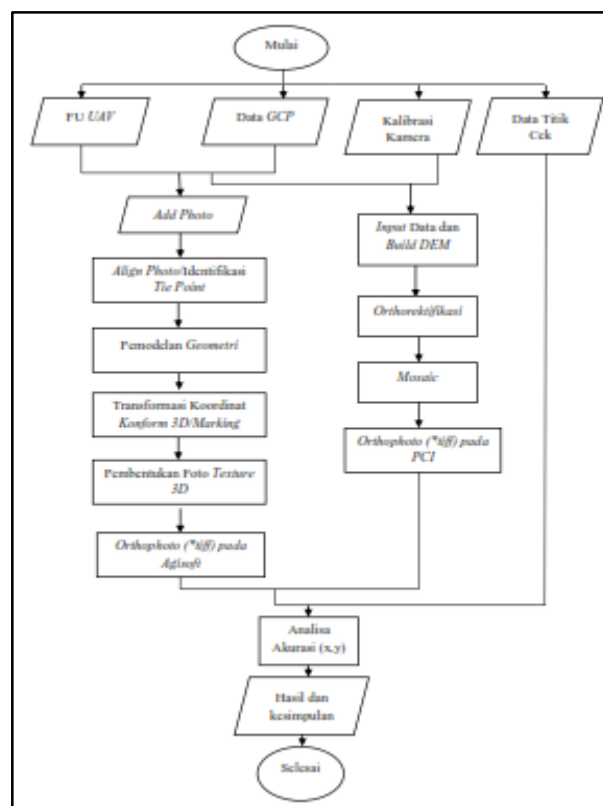 Mulai
FU UAV
Data GCP
Kalibrasi
Kamera
Data Titik
Cek
Add Photo
Align Photo/Identifikasi
Tie Point
Pemodelan Geometri
Transformasi Koordinat
Konform 3D/Marking
Pembentukan Foto Texture
3D
Orthophoto (*tiff) pada
Agisoft
Input Data dan
Build DEM
Orthorektifikasi
Mosaic
Orthophoto (*tiff) pada
PCI
Analisa
Akurasi (x,y)
Hasil dan
kesimpulan
Selesai